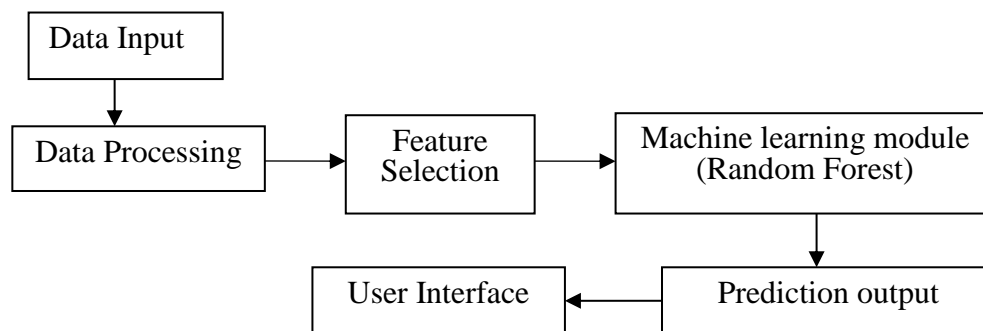 Data Input
Data Processing
Feature
Selection
Machine learning module
(Random Forest)
Prediction output
User Interface